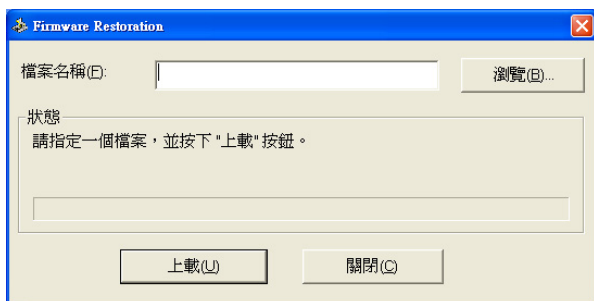 Firmware Restoration
檔案名稱(F): 瀏覽(B)...
狀態
請指定一個檔案，並按下"上載"按鈕。
上載(U) 關閉(C)